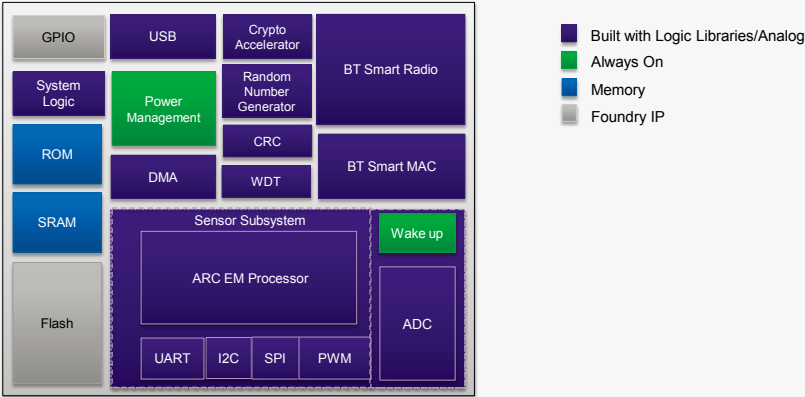 GPIO
USB
Crypto
Accelerator
BT Smart Radio
System
Logic
Power
Management
Random
Number
Generator
ROM
CRC
DMA
WDT
BT Smart MAC
SRAM
Sensor Subsystem
Wake up
ARC EM Processor
Flash
ADC
UART
I2C
SPI
PWM
Built with Logic Libraries/Analog
Always On
Memory
Foundry IP